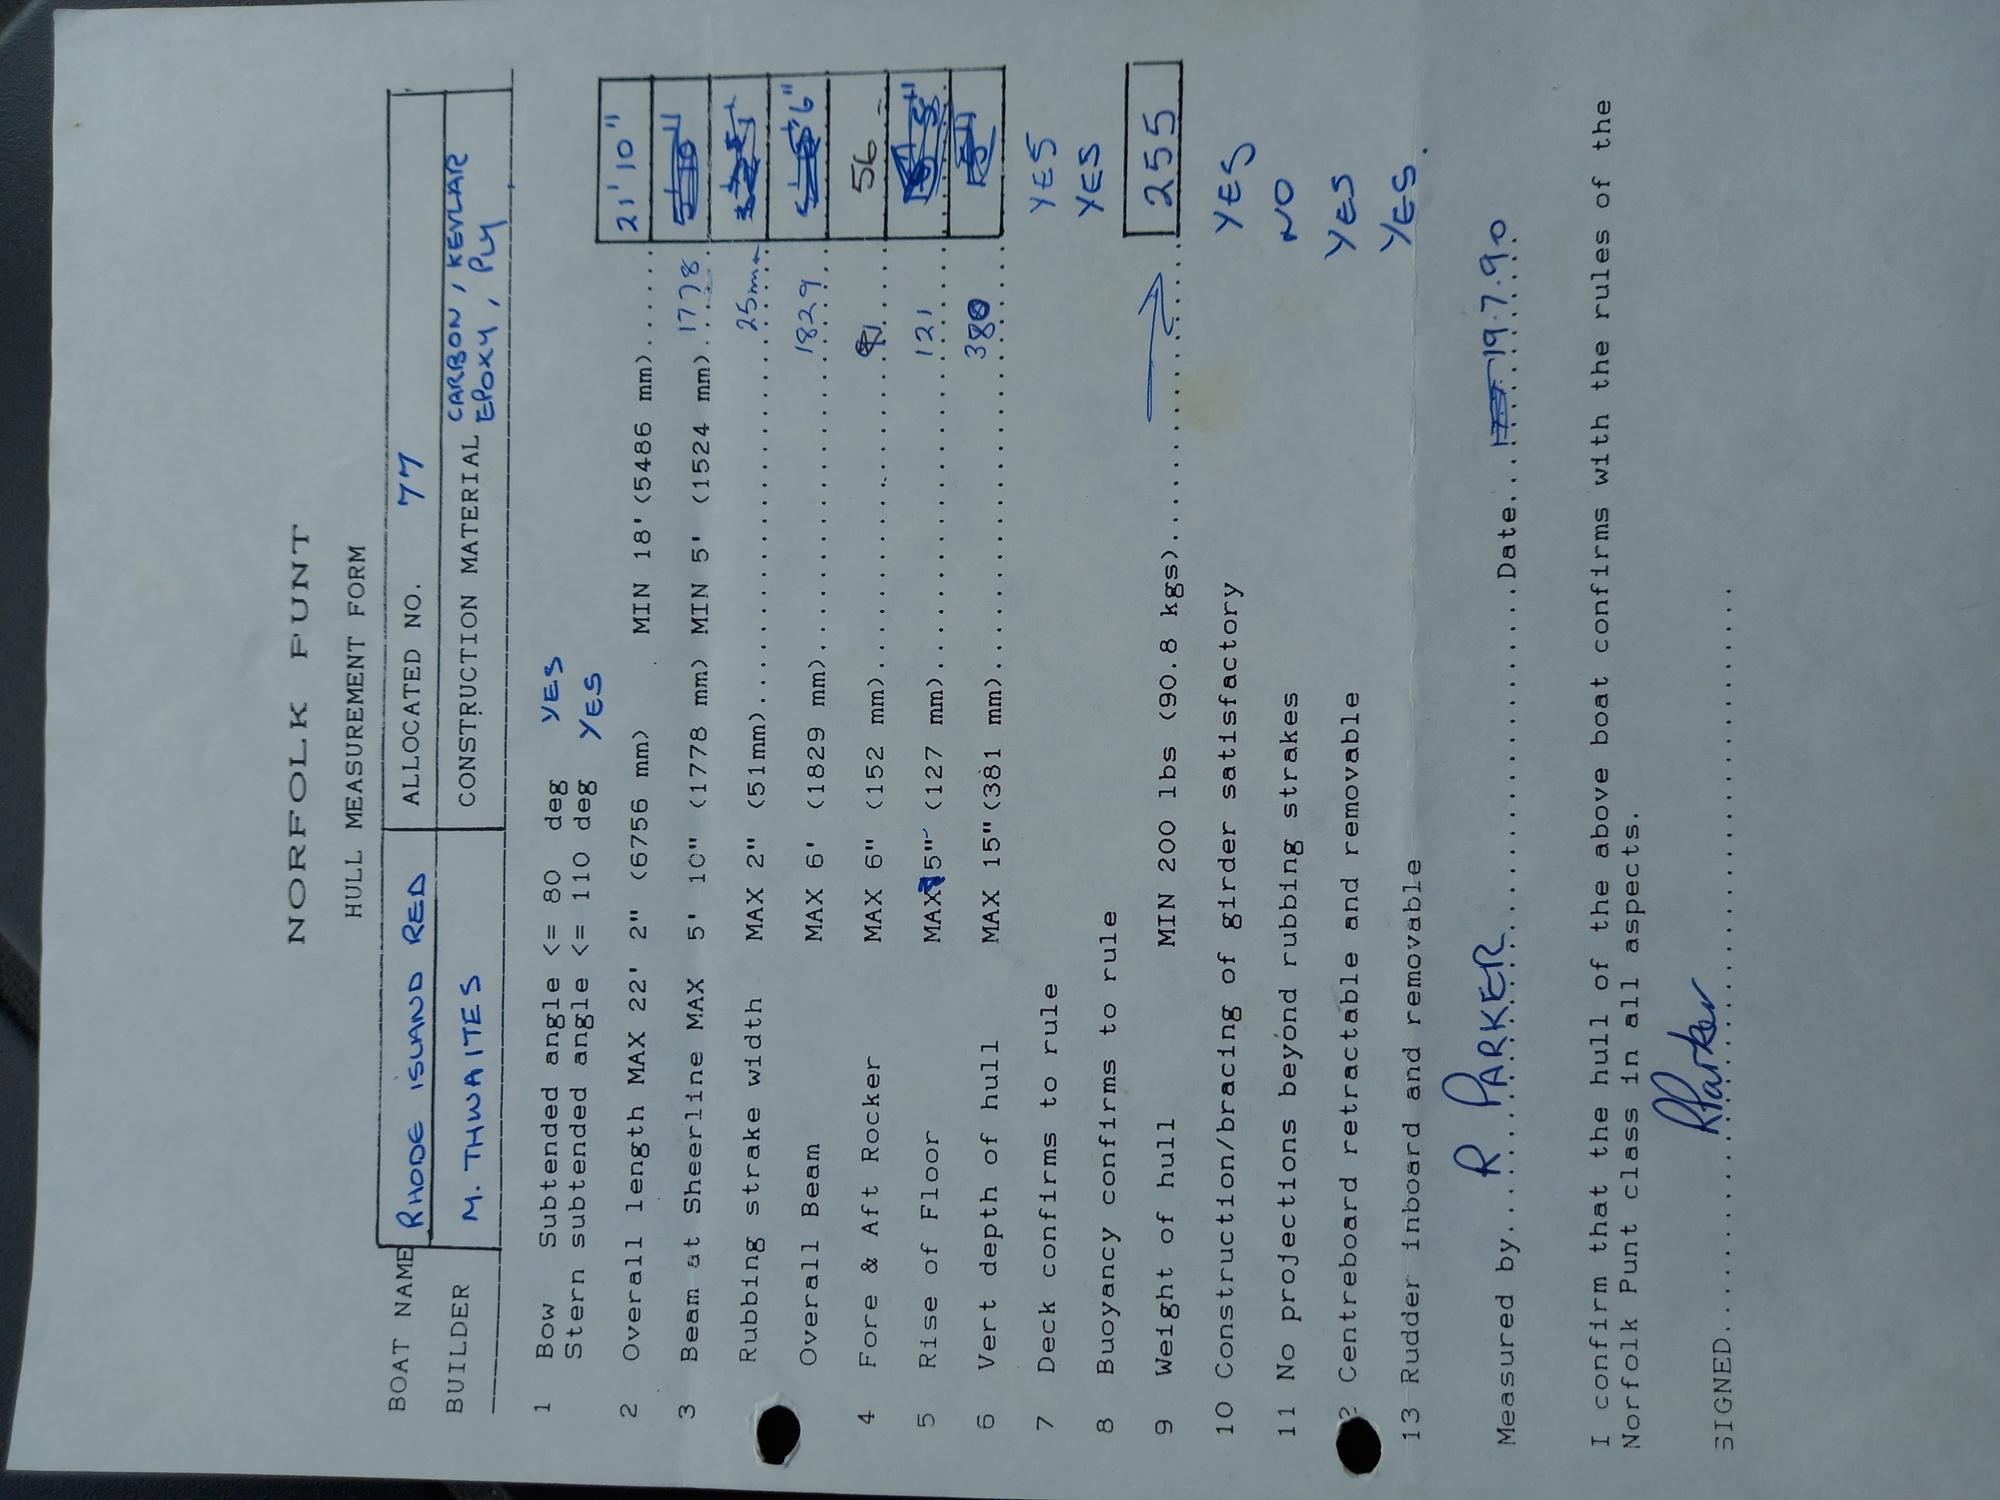 NORFOLK PUNT
HULL MEASUREMENT FORM
BOAT NAME RHODE ISLAND RED ALLOCATED NO. 77
BUILDER M. THWAITES CONSTRUCTION MATERIAL CARBON, KEVLAR
EPOXY, PLY
1 Bow Subtended angle <= 80 deg YES
Stern subtended angle <= 110 deg YES
2 Overall length MAX 22' 2" (6756 mm) MIN 18' (5486 mm)...... 21' 10"
3 Beam at Sheerline MAX 5' 10" (1778 mm) MIN 5' (1524 mm)...... 1778
Rubbing strake width MAX 2" (51mm)........................ 25mm
Overall Beam MAX 6' (1829 mm)...................... 1829 6"
4 Fore & Aft Rocker MAX 6" (152 mm)....................... 56
5 Rise of Floor MAX 5" (127 mm)....................... 121
6 Vert depth of hull MAX 15" (381 mm)....................... 380
7 Deck confirms to rule YES
8 Buoyancy confirms to rule YES
9 Weight of hull MIN 200 lbs (90.8 kgs)................ 255
10 Construction/bracing of girder satisfactory YES
11 No projections beyond rubbing strakes NO
2 Centreboard retractable and removable YES
13 Rudder inboard and removable YES.
Measured by... R PARKER ...................Date... 19.7.90
I confirm that the hull of the above boat confirms with the rules of the
Norfolk Punt class in all aspects.
SIGNED........... RParker .....................